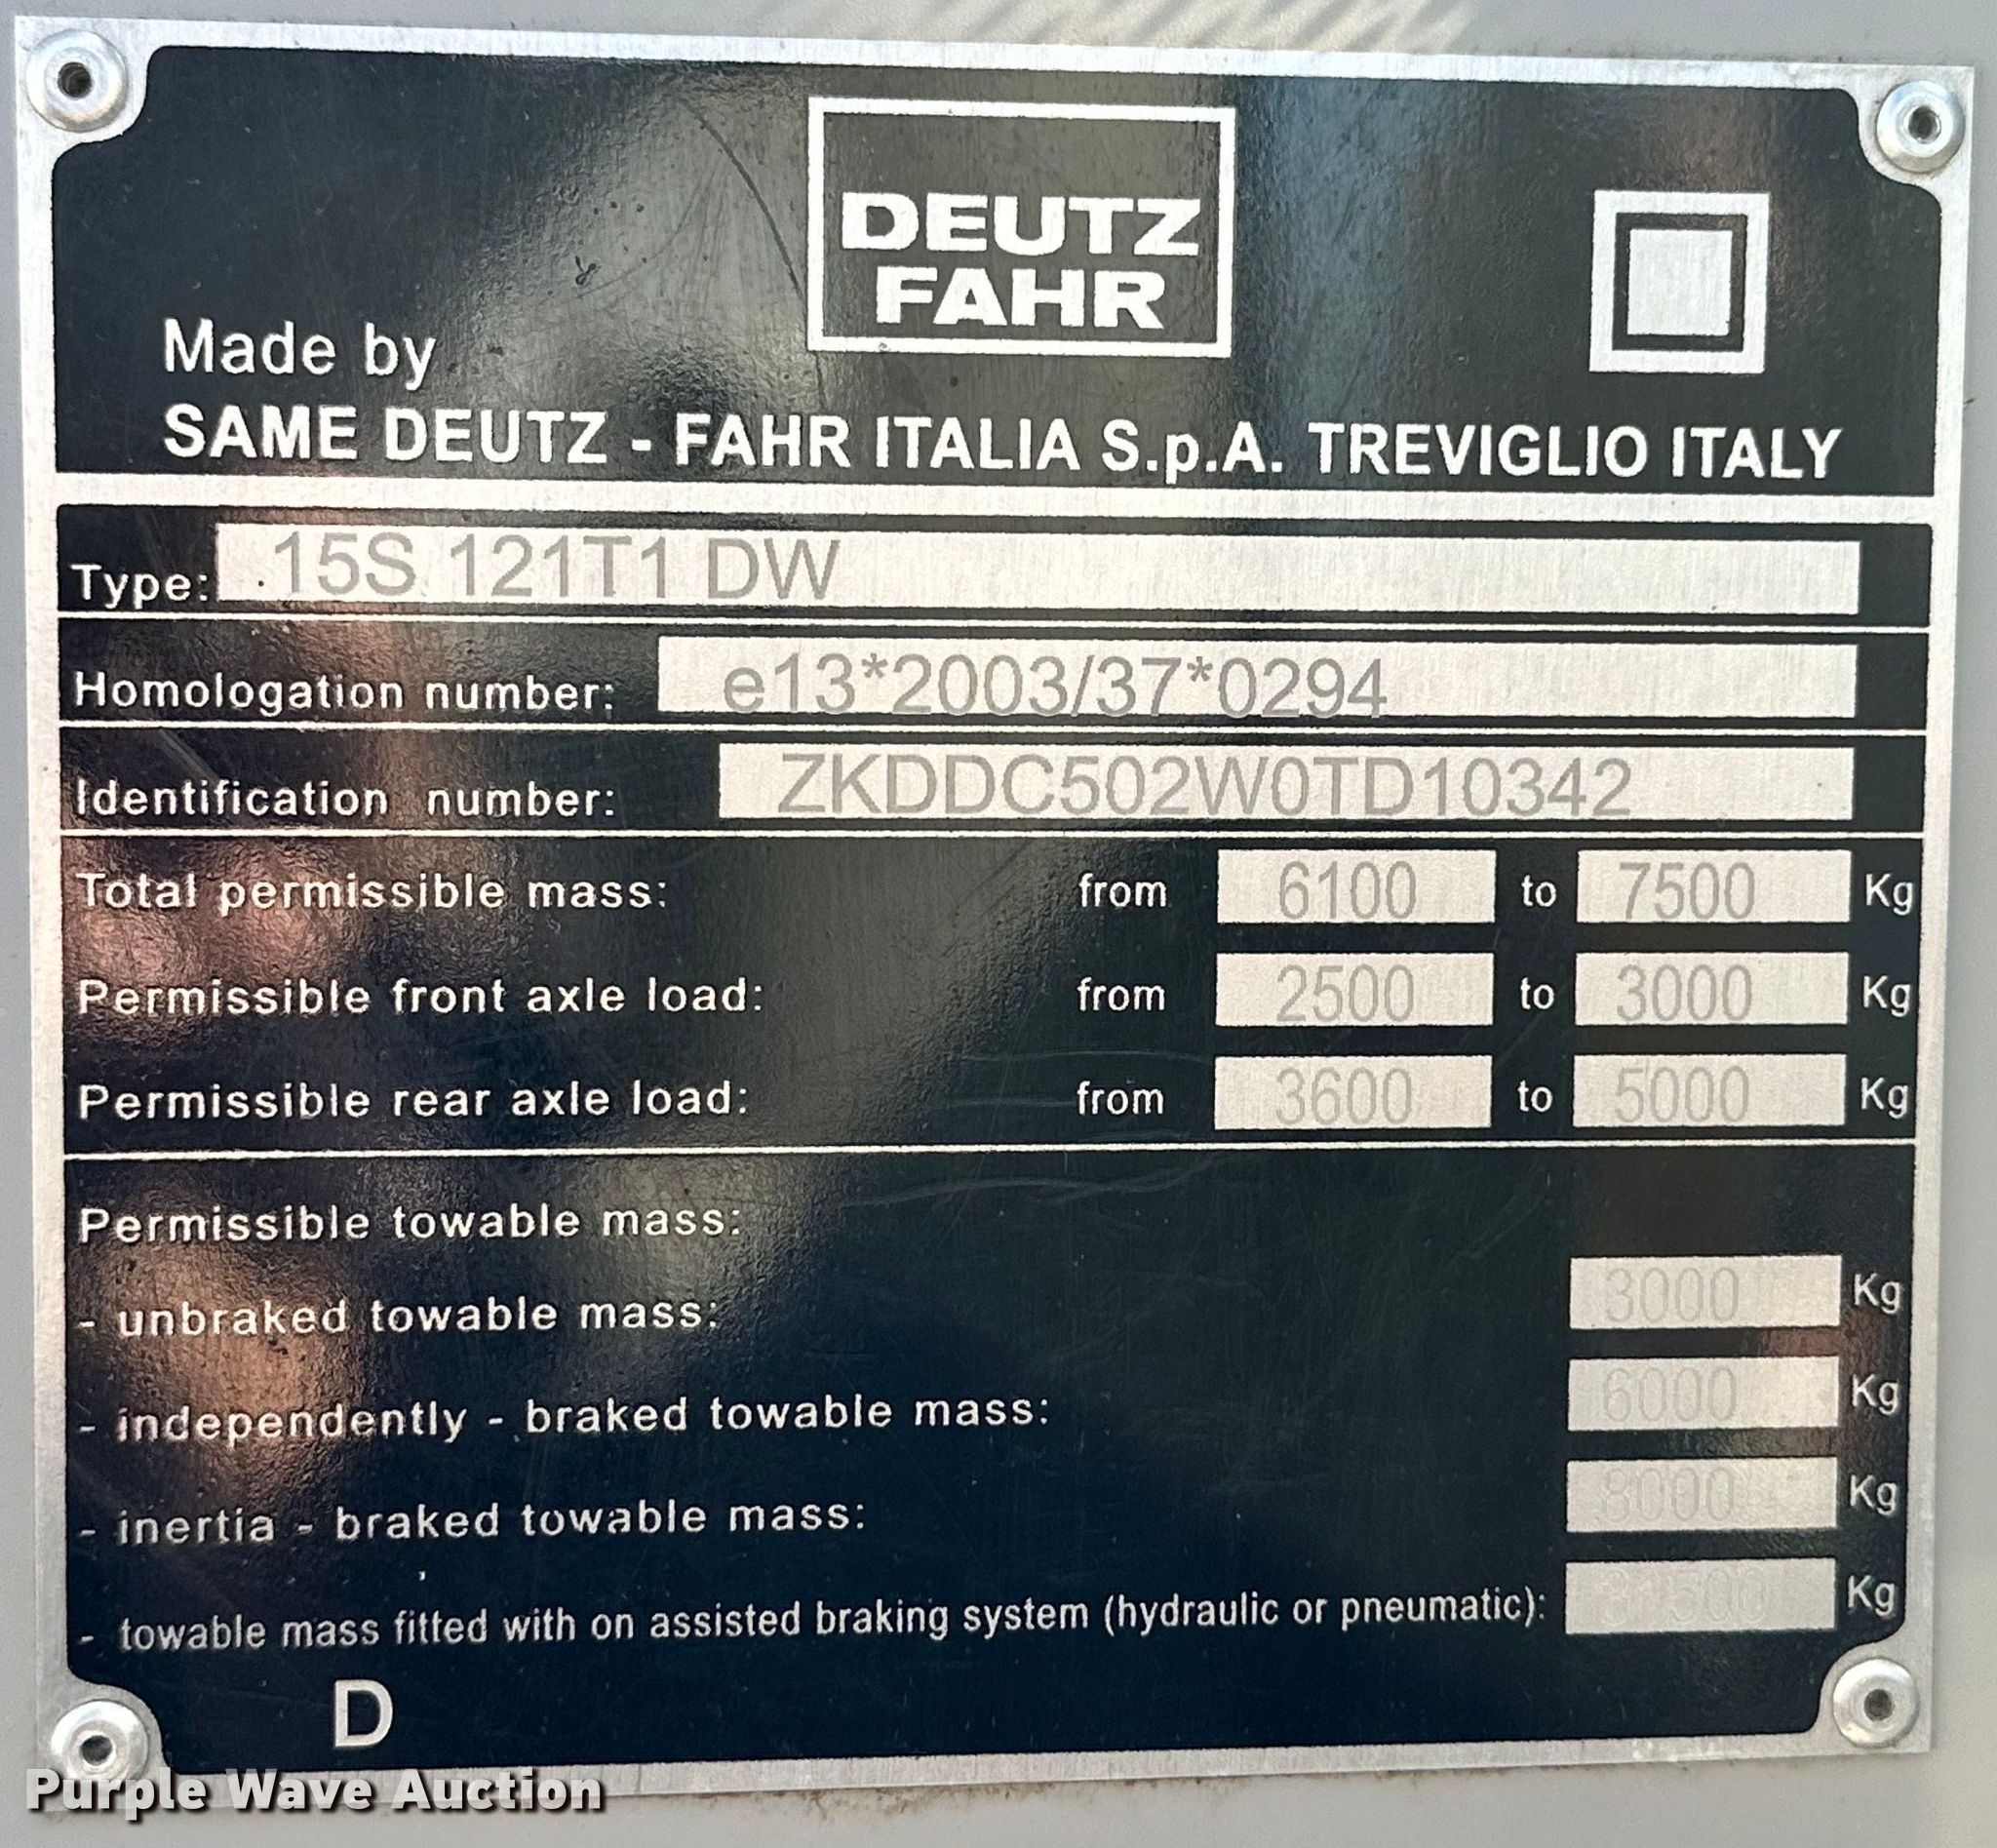 DEUTZ
FAHR
Made by
SAME DEUTZ - FAHR ITALIA S.p.A. TREVIGLIO ITALY
Type: 15S 121T1 DW
Homologation number: e13*2003/37*0294
Identification number: ZKDDC502W0TD10342
Total permissible mass: from 6100 to 7500 Kg
Permissible front axle load: from 2500 to 3000 Kg
Permissible rear axle load: from 3600 to 5000 Kg
Permissible towable mass:
- unbraked towable mass: 3000 Kg
- independently - braked towable mass: 6000 Kg
- inertia - braked towable mass: 8000 Kg
- towable mass fitted with on assisted braking system (hydraulic or pneumatic): Kg
D
Purple Wave Auction